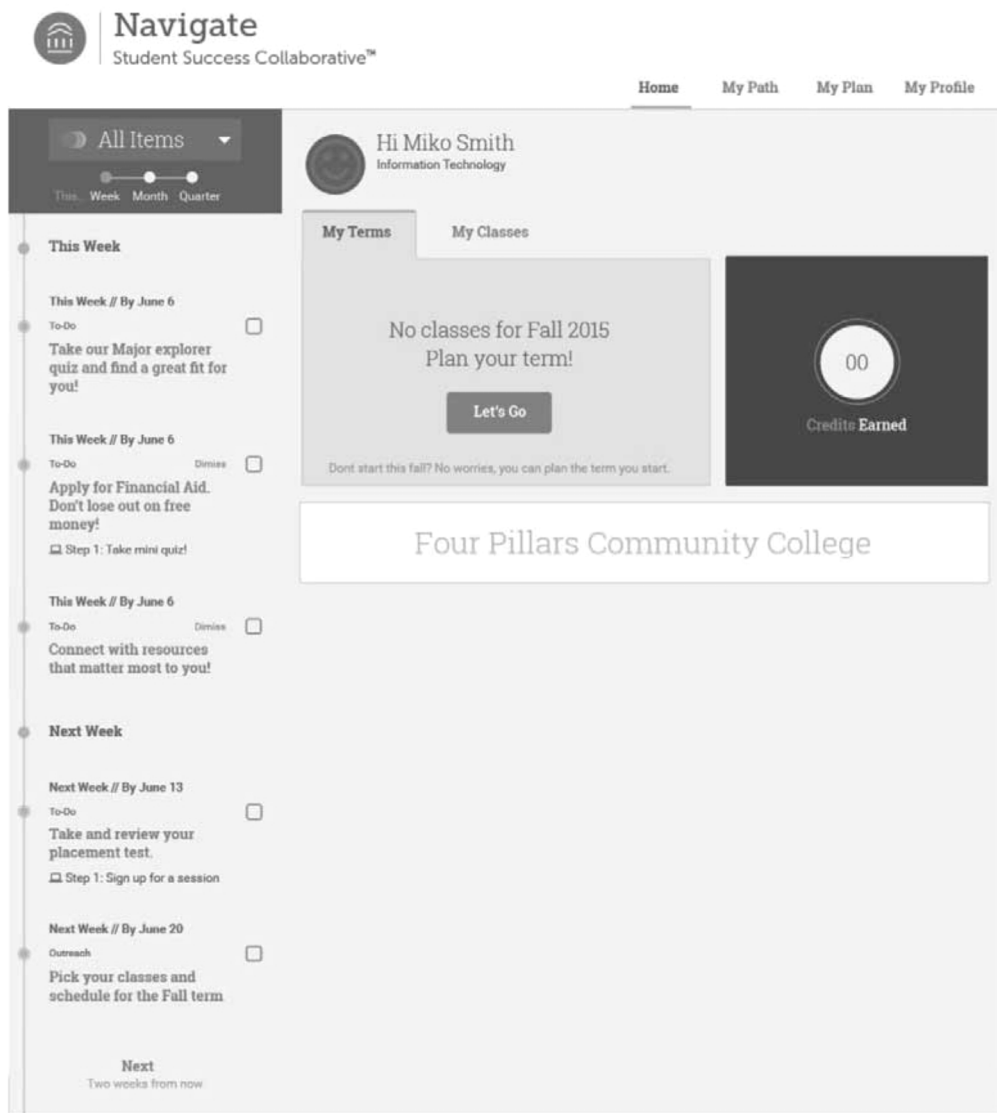 Navigate
Student Success Collaborative™
Home My Path My Plan My Profile
All Items
This. Week Month Quarter
This Week
This Week // By June 6
To-Do
Take our Major explorer
quiz and find a great fit for
you!
This Week // By June 6
To-Do Dimiss
Apply for Financial Aid.
Don't lose out on free
money!
Step 1: Take mini quiz!
This Week // By June 6
To-Do Dimiss
Connect with resources
that matter most to you!
Next Week
Next Week // By June 13
To-Do
Take and review your
placement test.
Step 1: Sign up for a session
Next Week // By June 20
Outreach
Pick your classes and
schedule for the Fall term
Next
Two weeks from now
Hi Miko Smith
Information Technology
My Terms My Classes
No classes for Fall 2015
Plan your term!
Let's Go
Dont start this fall? No worries, you can plan the term you start.
00
Credits Earned
Four Pillars Community College